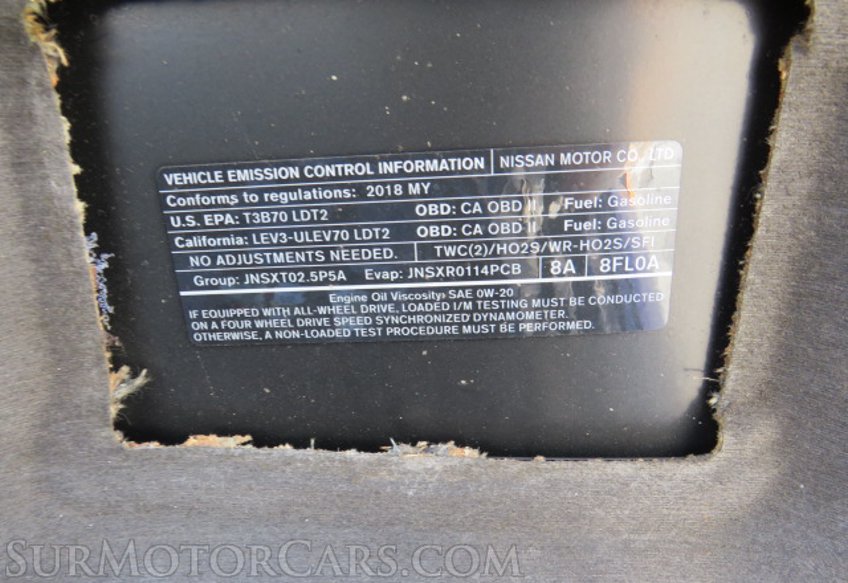 VEHICLE EMISSION CONTROL INFORMATION NISSAN MOTOR CO., LTD
Conforms to regulations: 2018 MY
U.S. EPA: T3B70 LDT2 OBD: CA OBD II Fuel: Gasoline
California: LEV3-ULEV70 LDT2 OBD: CA OBD II Fuel: Gasoline
NO ADJUSTMENTS NEEDED. TWC(2)/HO2S/WR-HO2S/SFI
Group: JNSXT02.5P5A Evap: JNSXR0114PCB 8A 8FL0A
Engine Oil Viscosity: SAE 0W-20
IF EQUIPPED WITH ALL-WHEEL DRIVE, LOADED I/M TESTING MUST BE CONDUCTED
ON A FOUR WHEEL DRIVE SPEED SYNCHRONIZED DYNAMOMETER.
OTHERWISE, A NON-LOADED TEST PROCEDURE MUST BE PERFORMED.
SURMOTORCARS.COM